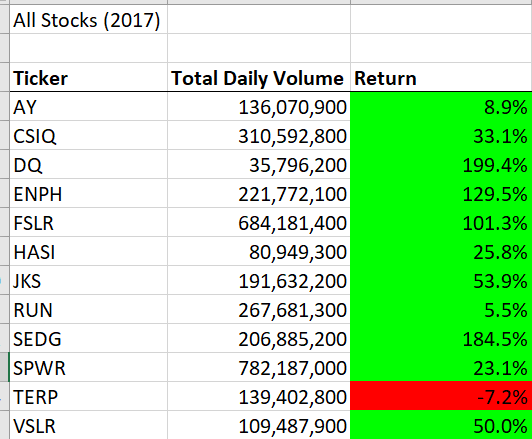 All Stocks (2017)
Ticker Total Daily Volume Return
AY 136,070,900 8.9%
CSIQ 310,592,800 33.1%
DQ 35,796,200 199.4%
ENPH 221,772,100 129.5%
FSLR 684,181,400 101.3%
HASI 80,949,300 25.8%
JKS 191,632,200 53.9%
RUN 267,681,300 5.5%
SEDG 206,885,200 184.5%
SPWR 782,187,000 23.1%
TERP 139,402,800 -7.2%
VSLR 109,487,900 50.0%